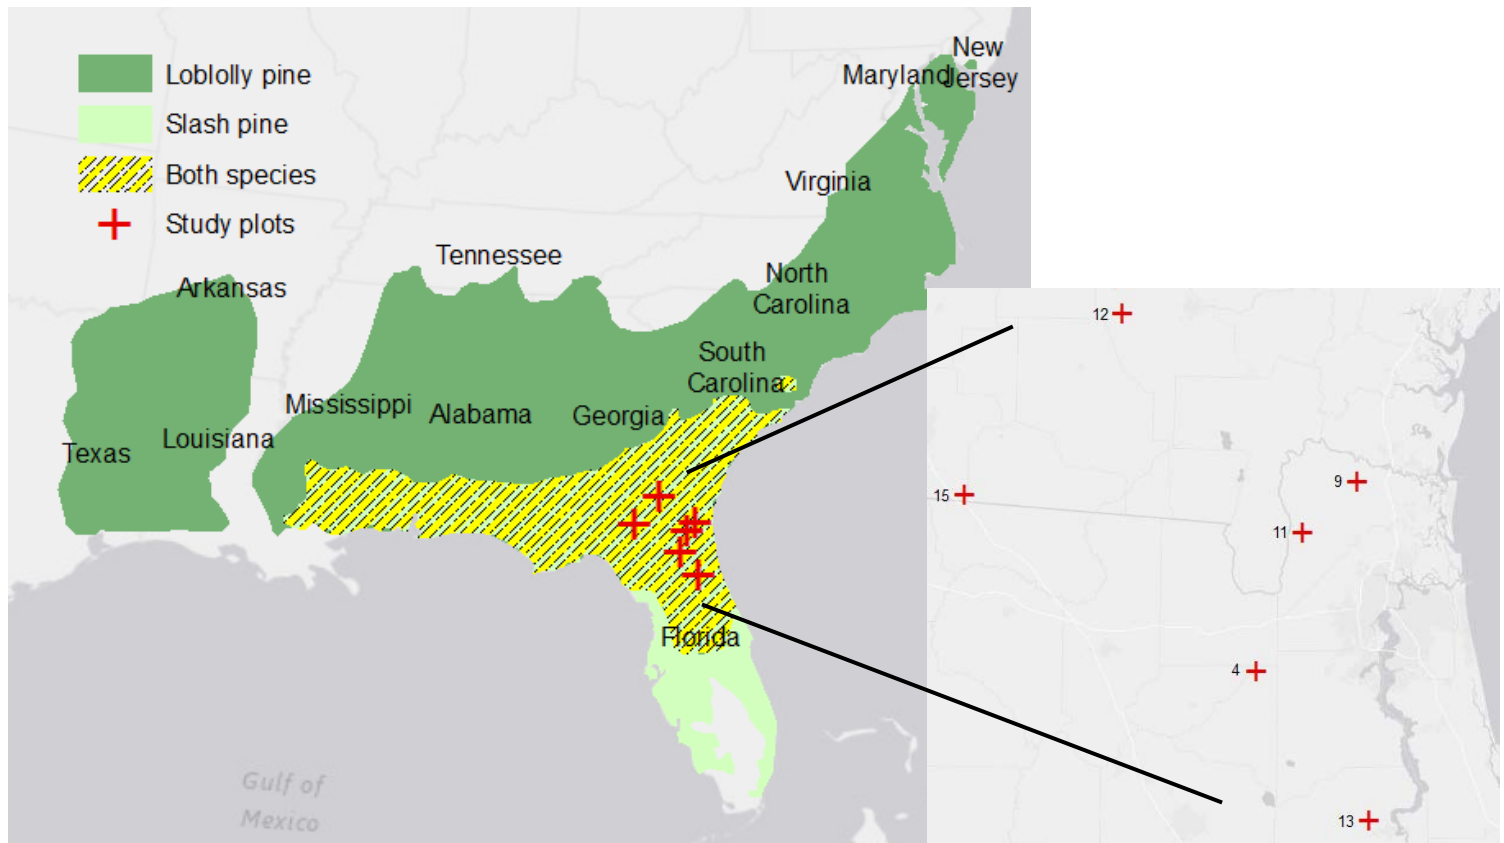 Loblolly pine
Slash pine
Both species
Study plots
New
Jersey
Maryland
Virginia
Tennessee
North
Carolina
Arkansas
South
Carolina
Mississippi
Alabama
Georgia
Louisiana
Texas
Florida
Gulf of
Mexico
12
9
15
11
4
13